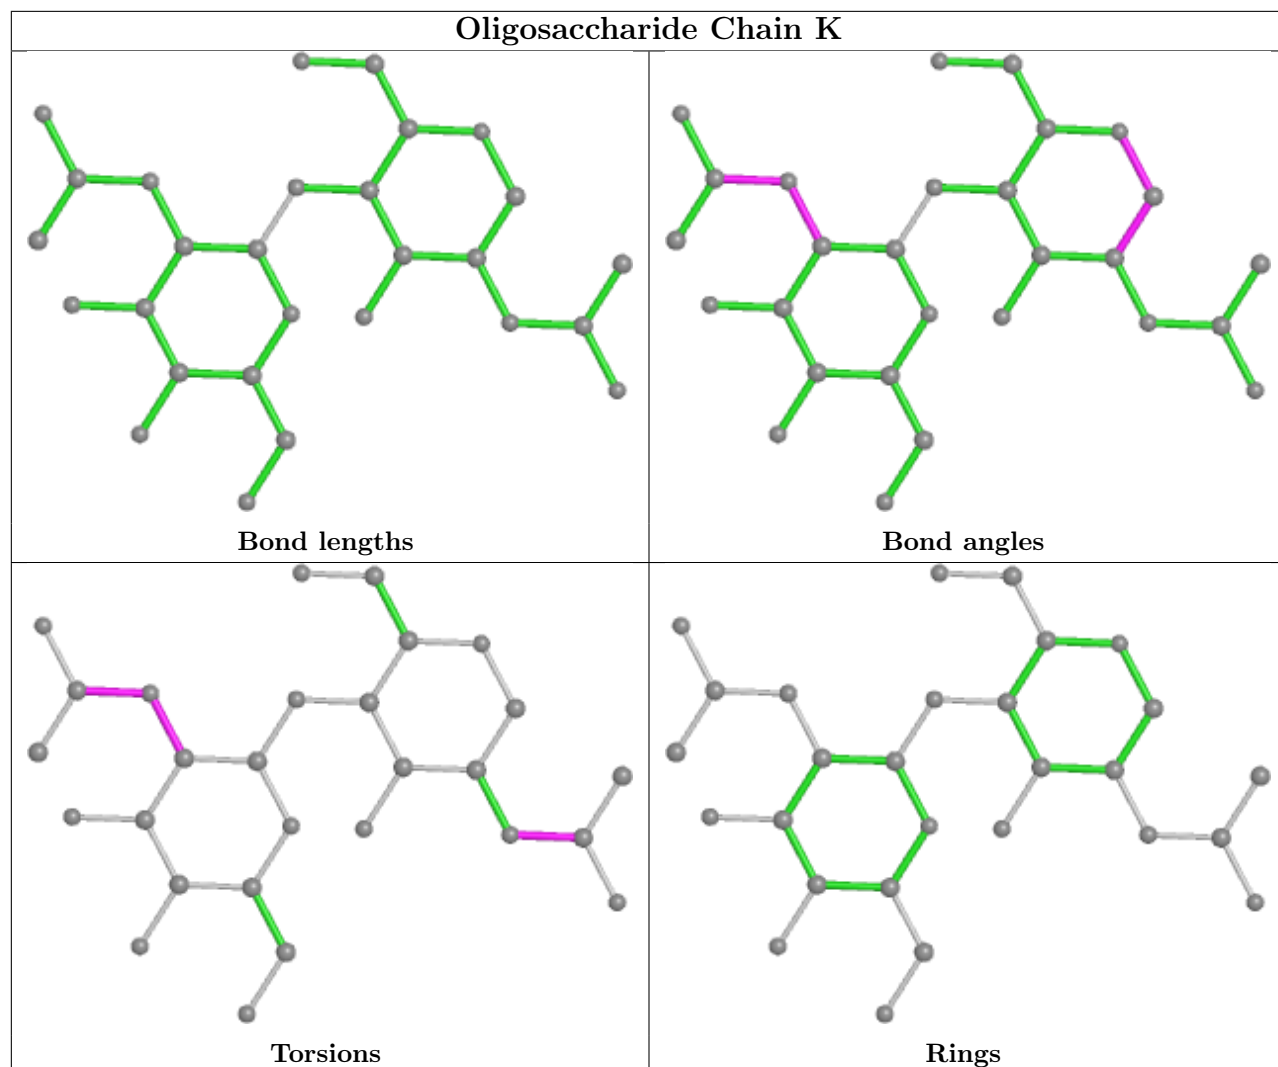 Oligosaccharide Chain K
Bond lengths
Bond angles
Torsions
Rings